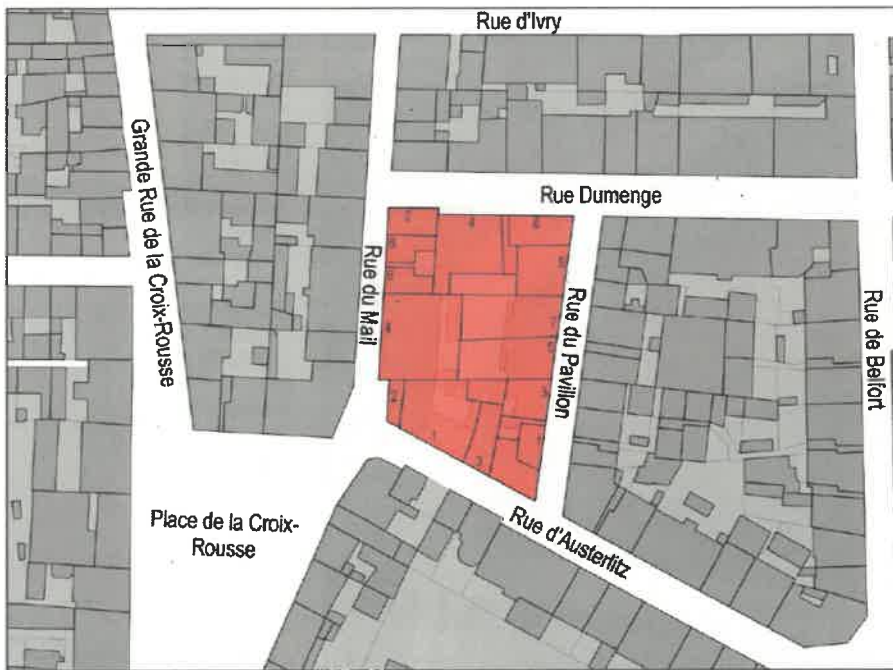 Rue d'Ivry
Grande Rue de la Croix-Rousse
Rue Dumenge
Rue du Mail
Rue du Pavillon
Rue de Belfort
Place de la Croix-
Rousse
Rue d'Austerlitz